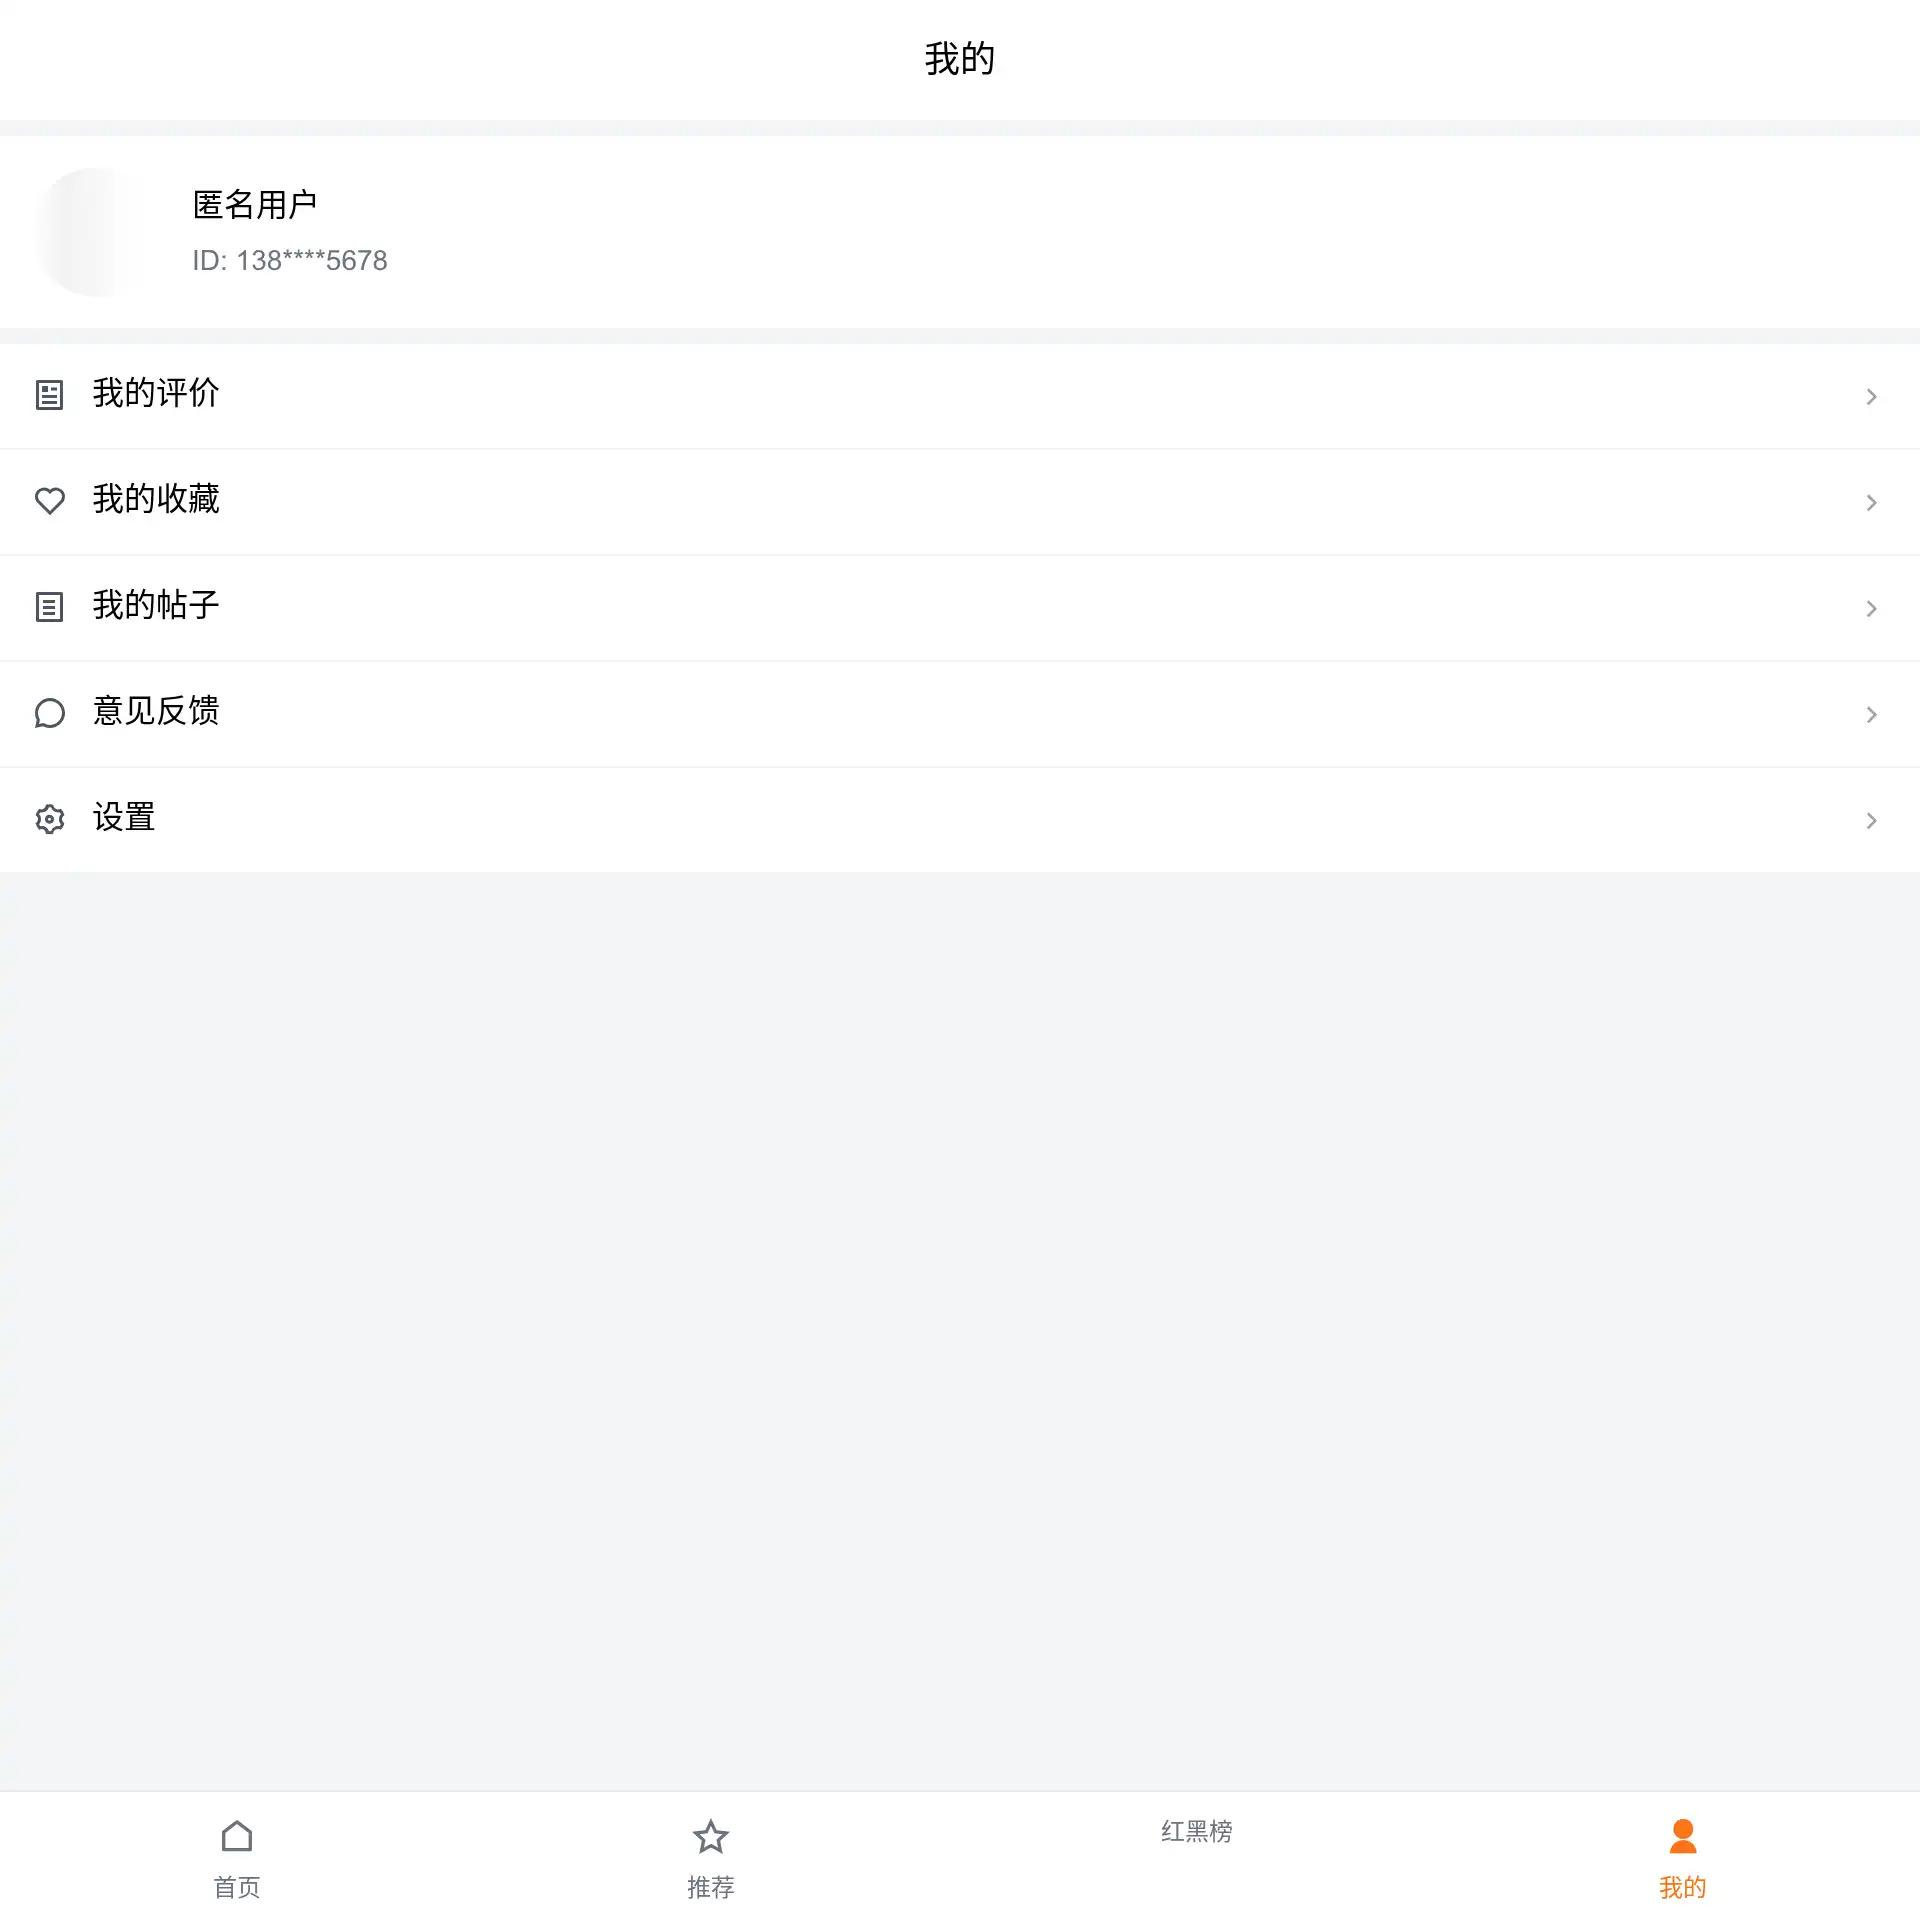 我的
匿名用户
ID: 138****5678
我的评价
我的收藏
我的帖子
意见反馈
设置
首页
推荐
红黑榜
我的